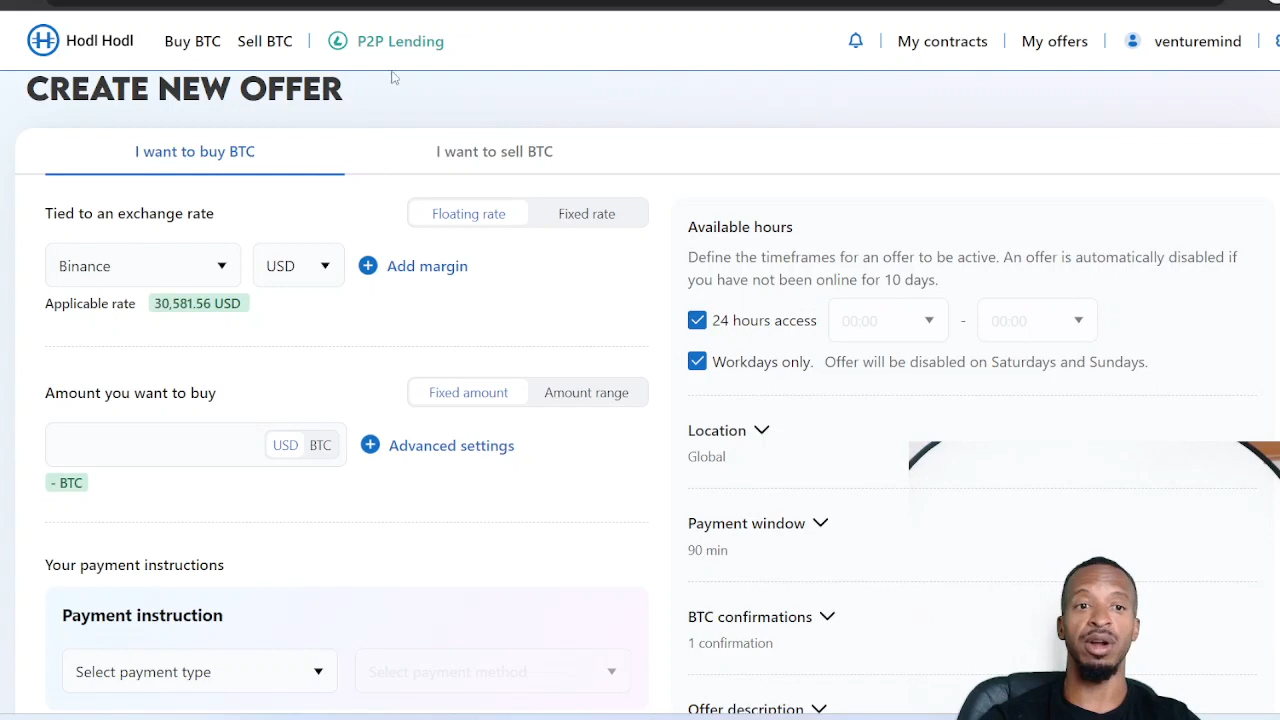 Hodl Hodl
Buy BTC
Sell BTC
P2P Lending
My contracts
My offers
venturemind
CREATE NEW OFFER
I want to buy BTC
I want to sell BTC
Tied to an exchange rate
Floating rate
Fixed rate
Binance
USD
Add margin
Applicable rate
30,581.56 USD
Amount you want to buy
Fixed amount
Amount range
USD
BTC
Advanced settings
- BTC
Your payment instructions
Payment instruction
Select payment type
Select payment method
Available hours
Define the timeframes for an offer to be active. An offer is automatically disabled if
you have not been online for 10 days.
24 hours access
00:00
-
00:00
Workdays only. Offer will be disabled on Saturdays and Sundays.
Location
Global
Payment window
90 min
BTC confirmations
1 confirmation
Offer description